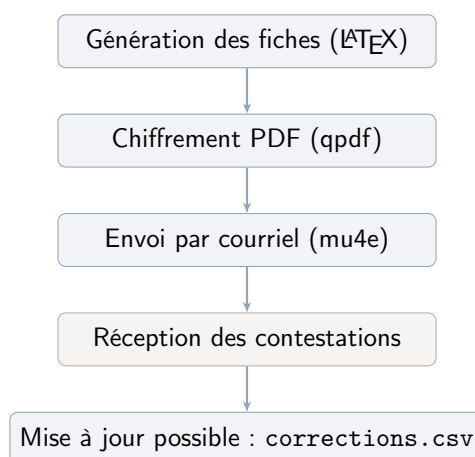 Génération des fiches (LATEX)
Chiffrement PDF (qpdf)
Envoi par courriel (mu4e)
Réception des contestations
Mise à jour possible : corrections.csv